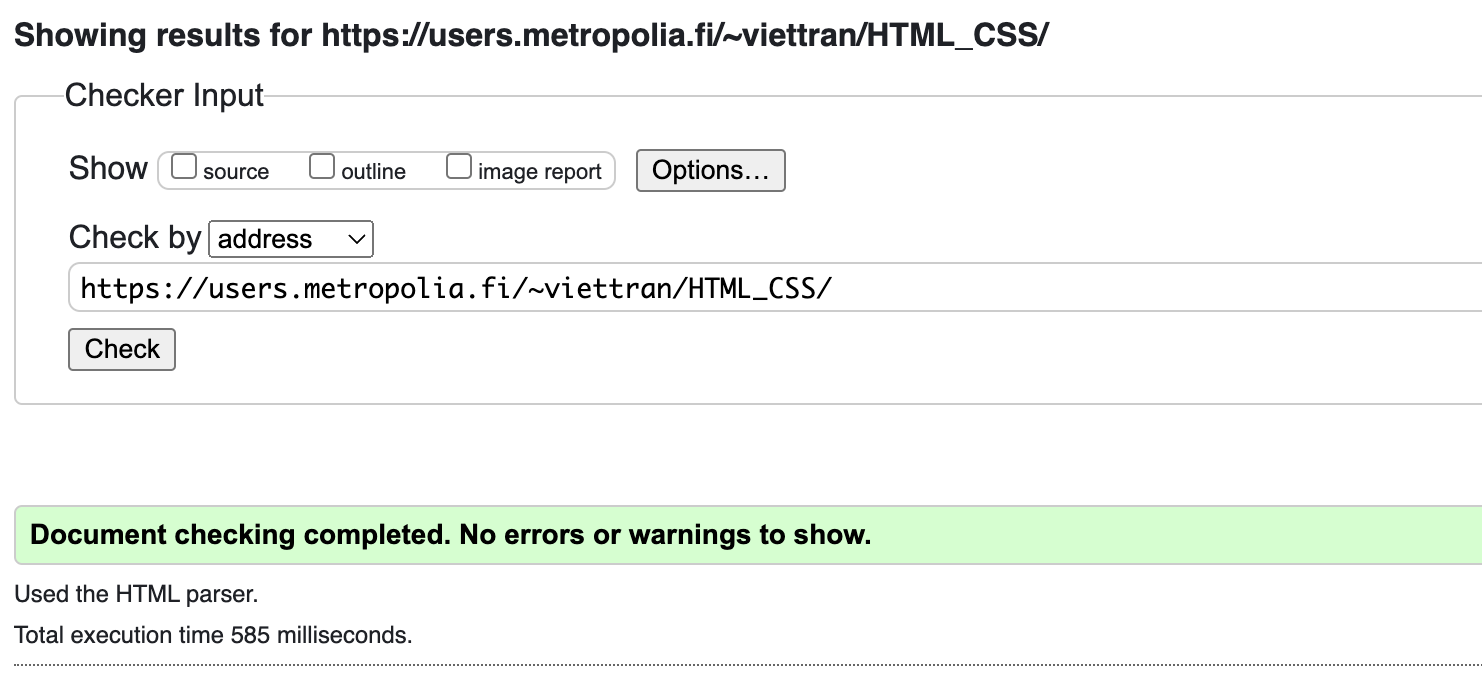 Showing results for https://users.metropolia.fi/~viettran/HTML_CSS/
Checker Input
Show source outline image report Options…
Check by address
https://users.metropolia.fi/~viettran/HTML_CSS/
Check
Document checking completed. No errors or warnings to show.
Used the HTML parser.
Total execution time 585 milliseconds.